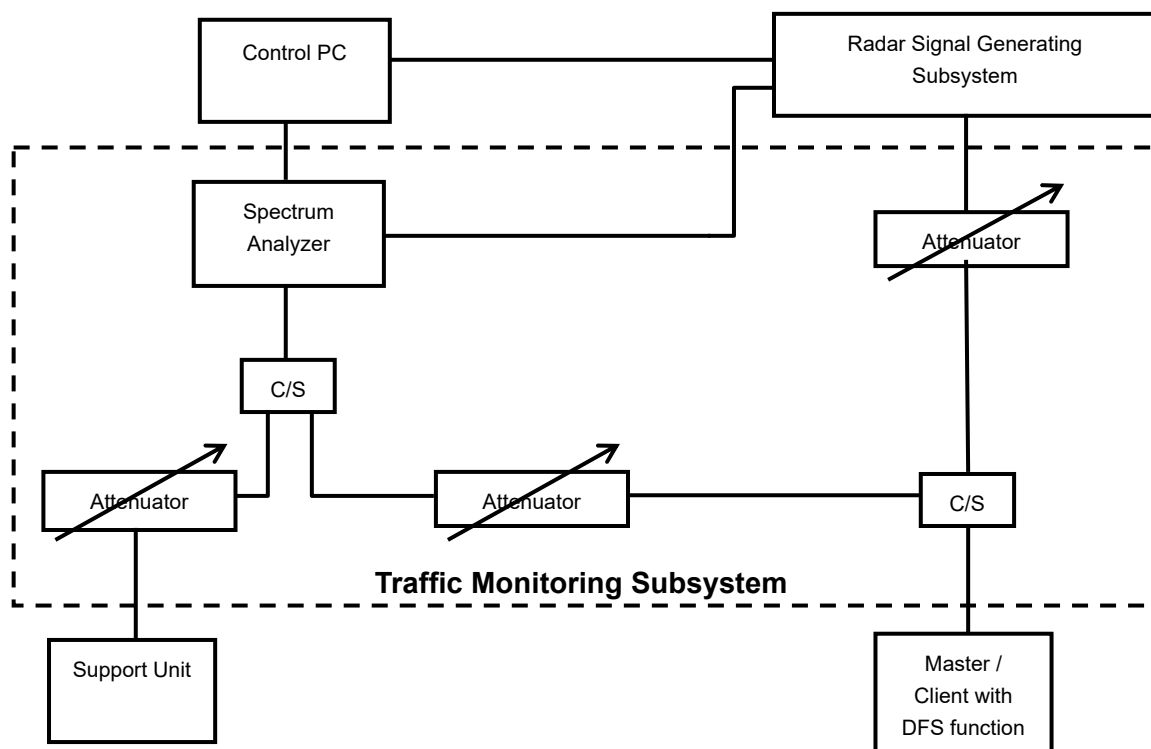 Control PC
Radar Signal Generating
Subsystem
Spectrum
Analyzer
Attenuator
C/S
Attenuator
Attenuator
C/S
Traffic Monitoring Subsystem
Support Unit
Master /
Client with
DFS function